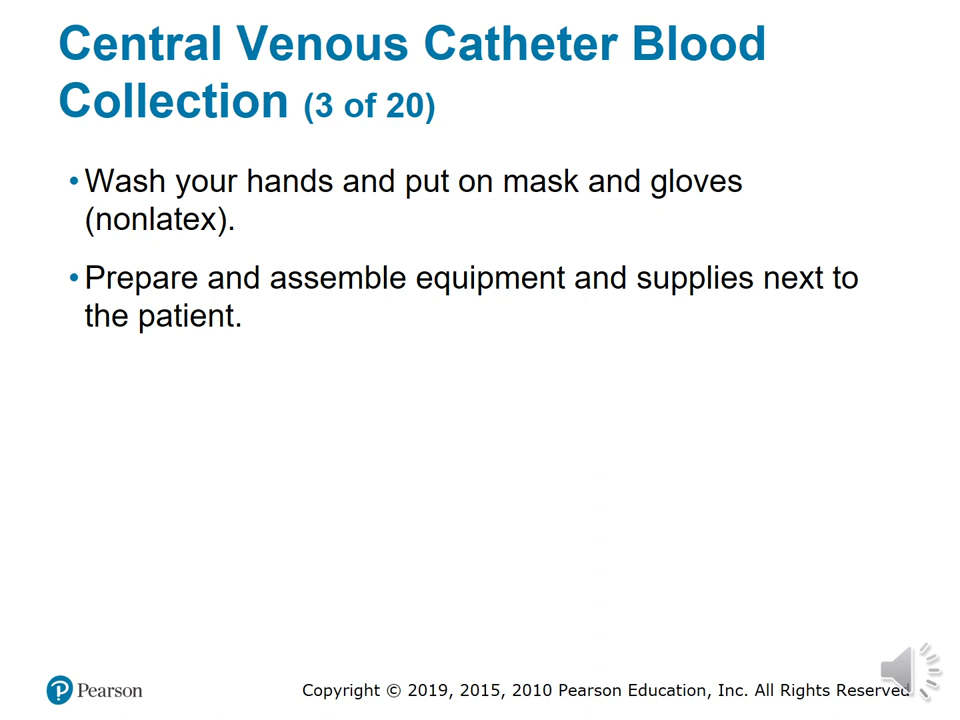 Central Venous Catheter Blood
Collection (3 of 20)
• Wash your hands and put on mask and gloves
(nonlatex).
• Prepare and assemble equipment and supplies next to
the patient.
Pearson
Copyright © 2019, 2015, 2010 Pearson Education, Inc. All Rights Reserved